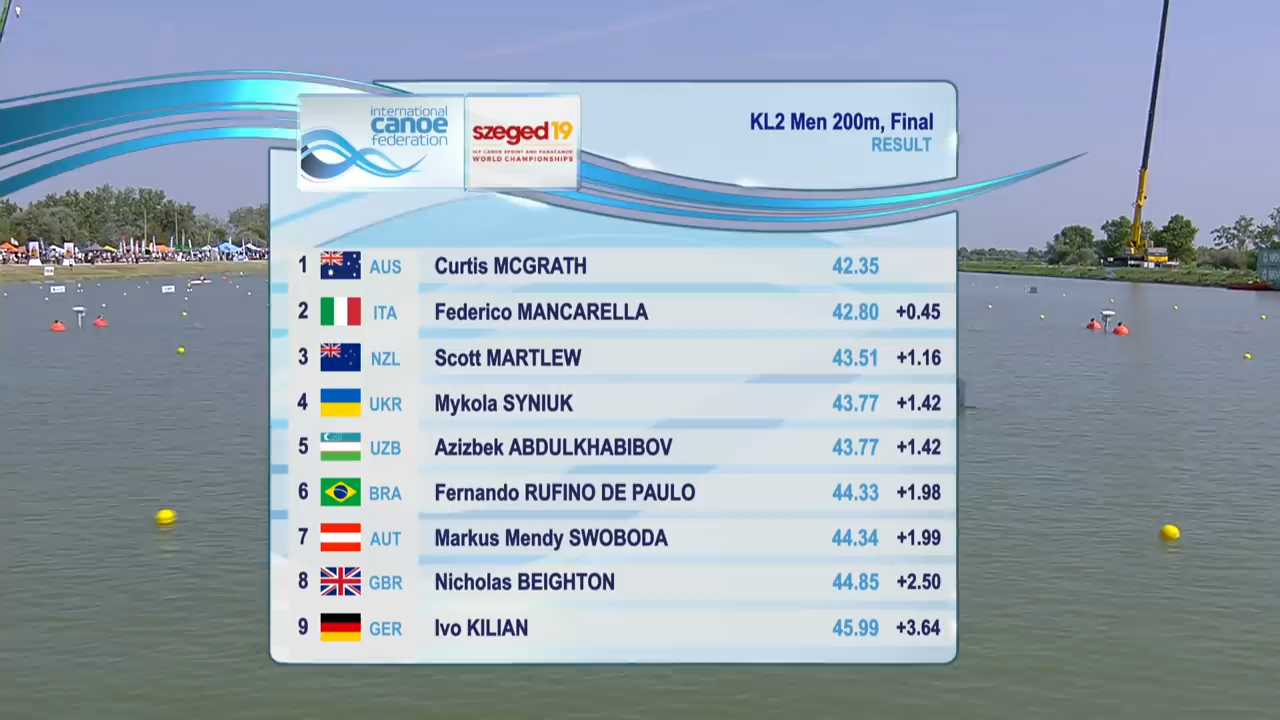 international
canoe
federation
szeged19
ICF CANOE SPRINT AND PARACANOE
WORLD CHAMPIONSHIPS
KL2 Men 200m, Final
RESULT
1 AUS Curtis MCGRATH 42.35
2 ITA Federico MANCARELLA 42.80 +0.45
3 NZL Scott MARTLEW 43.51 +1.16
4 UKR Mykola SYNIUK 43.77 +1.42
5 UZB Azizbek ABDULKHABIBOV 43.77 +1.42
6 BRA Fernando RUFINO DE PAULO 44.33 +1.98
7 AUT Markus Mendy SWOBODA 44.34 +1.99
8 GBR Nicholas BEIGHTON 44.85 +2.50
9 GER Ivo KILIAN 45.99 +3.64